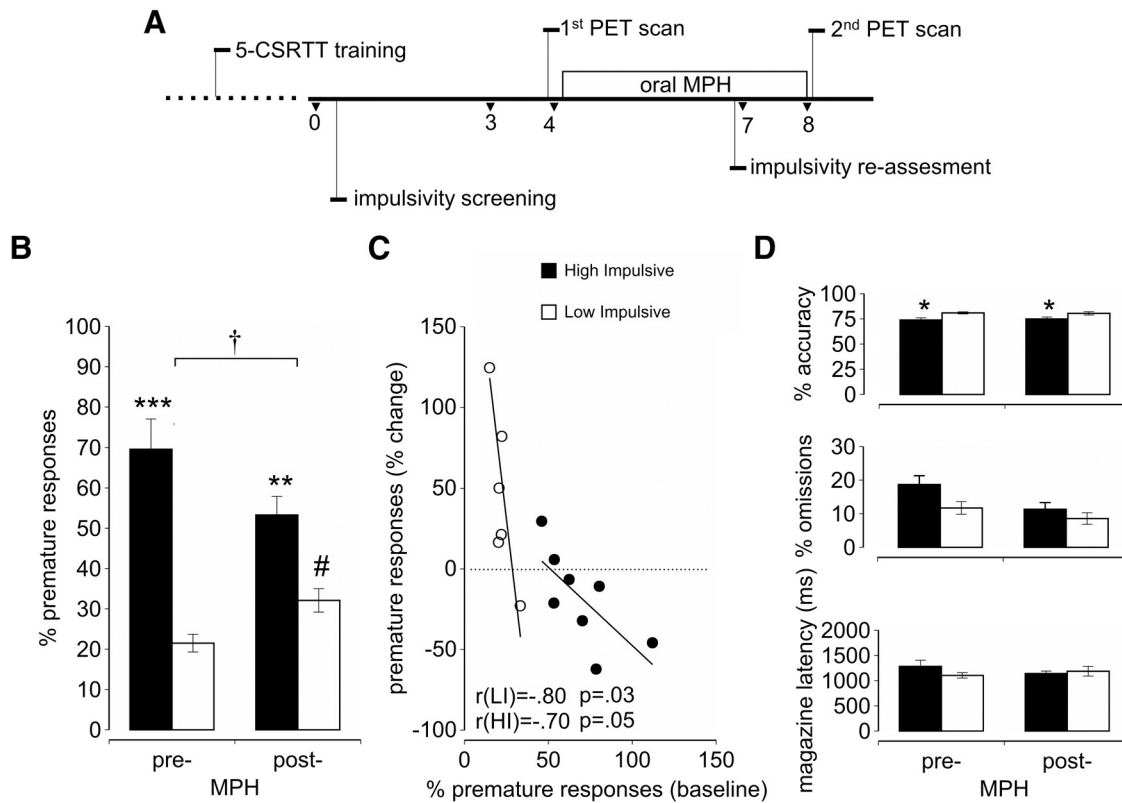 A
1st PET scan
2nd PET scan
5-CSRTT training
oral MPH
0 3 4 7 8
impulsivity re-assesment
impulsivity screening
B
% premature responses
100
90
80
70
60
50
40
30
20
10
0
†
***
**
#
pre- post-
MPH
C
High Impulsive
Low Impulsive
premature responses (% change)
150
100
50
0
-50
-100
r(LI)=-.80 p=.03
r(HI)=-.70 p=.05
0 50 100 150
% premature responses (baseline)
D
% accuracy
100
75
50
25
0
* *
% omissions
30
20
10
0
magazine latency (ms)
2000
1500
1000
500
0
pre- post-
MPH